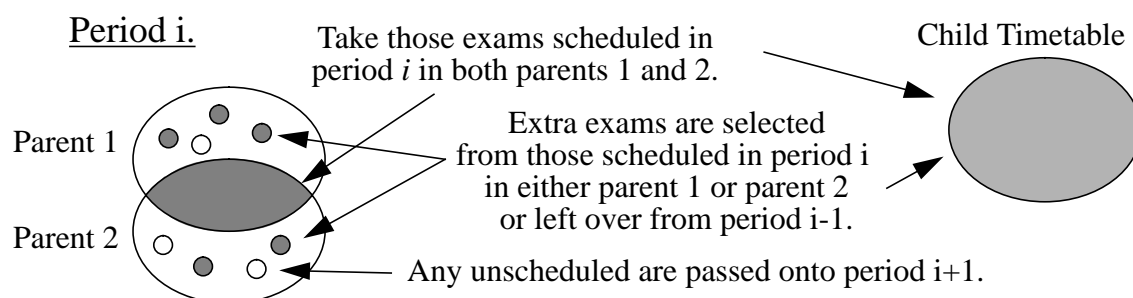 Period i.
Take those exams scheduled in
period i in both parents 1 and 2.
Child Timetable
Parent 1
Extra exams are selected
from those scheduled in period i
in either parent 1 or parent 2
or left over from period i-1.
Parent 2
Any unscheduled are passed onto period i+1.